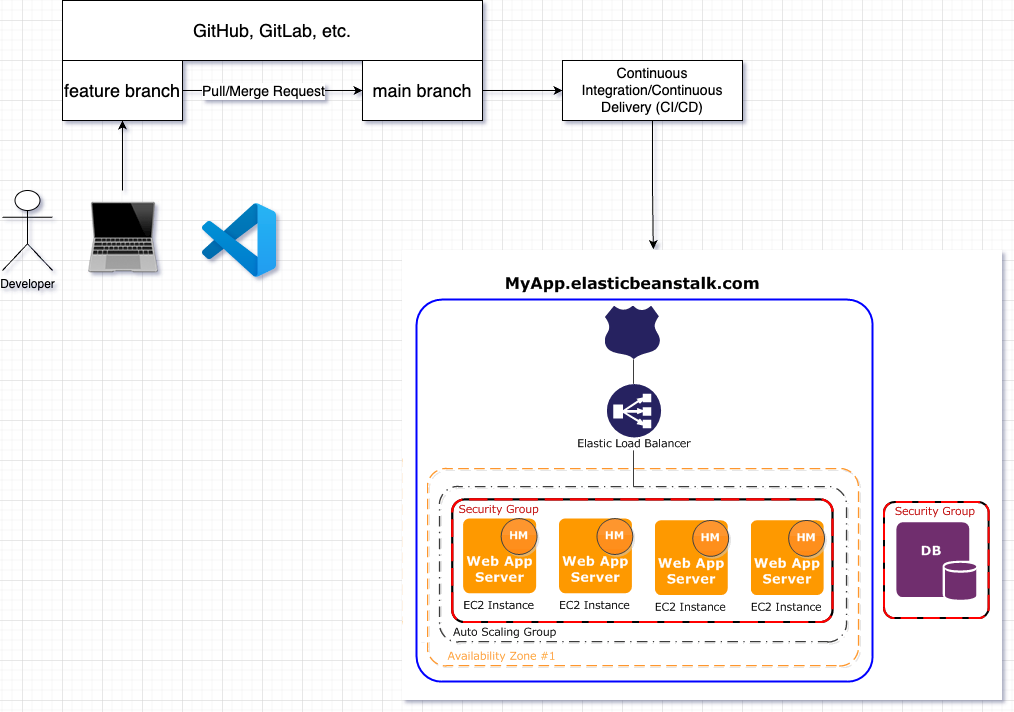 GitHub, GitLab, etc.
feature branch
Pull/Merge Request
main branch
Continuous
Integration/Continuous
Delivery (CI/CD)
Developer
MyApp.elasticbeanstalk.com
Elastic Load Balancer
Security Group
HM
Web App
Server
EC2 Instance
HM
Web App
Server
EC2 Instance
HM
Web App
Server
EC2 Instance
HM
Web App
Server
EC2 Instance
Auto Scaling Group
Availability Zone #1
Security Group
DB